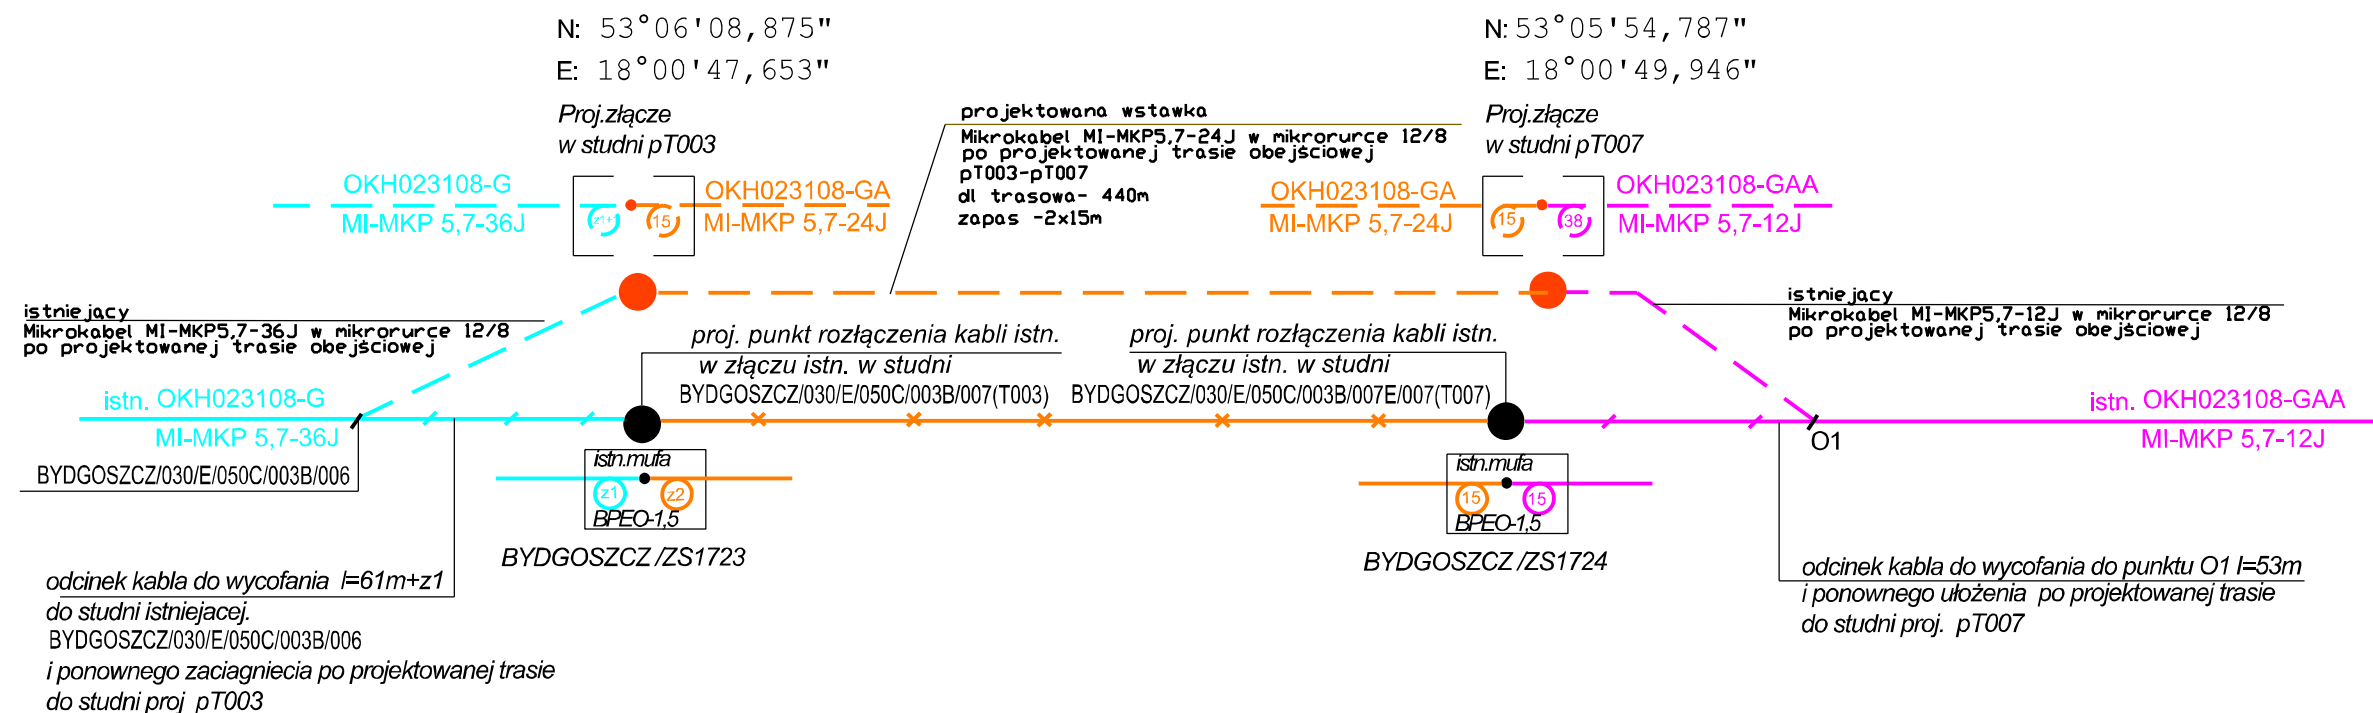 N: 53°06'08,875"
E: 18°00'47,653"
Proj.złącze
w studni pT003
N: 53°05'54,787"
E: 18°00'49,946"
Proj.złącze
w studni pT007
projektowana wstawka
Mikrokabel MI-MKP5,7-24J w mikrorurce 12/8
po projektowanej trasie obejściowej
pT003-pT007
dl trasowa- 440m
zapas -2x15m
OKH023108-G
MI-MKP 5,7-36J
z1+1
15
OKH023108-GA
MI-MKP 5,7-24J
OKH023108-GA
MI-MKP 5,7-24J
15
38
OKH023108-GAA
MI-MKP 5,7-12J
istniejacy
Mikrokabel MI-MKP5,7-36J w mikrorurce 12/8
po projektowanej trasie obejściowej
istniejacy
Mikrokabel MI-MKP5,7-12J w mikrorurce 12/8
po projektowanej trasie obejściowej
proj. punkt rozłączenia kabli istn.
w złączu istn. w studni
BYDGOSZCZ/030/E/050C/003B/007(T003)
proj. punkt rozłączenia kabli istn.
w złączu istn. w studni
BYDGOSZCZ/030/E/050C/003B/007E/007(T007)
istn. OKH023108-G
MI-MKP 5,7-36J
BYDGOSZCZ/030/E/050C/003B/006
istn. OKH023108-GAA
MI-MKP 5,7-12J
O1
istn.mufa
z1
z2
BPEO-1,5
BYDGOSZCZ /ZS1723
istn.mufa
15
15
BPEO-1,5
BYDGOSZCZ /ZS1724
odcinek kabla do wycofania l=61m+z1
do studni istniejacej.
BYDGOSZCZ/030/E/050C/003B/006
i ponownego zaciagniecia po projektowanej trasie
do studni proj pT003
odcinek kabla do wycofania do punktu O1 l=53m
i ponownego ułożenia po projektowanej trasie
do studni proj. pT007